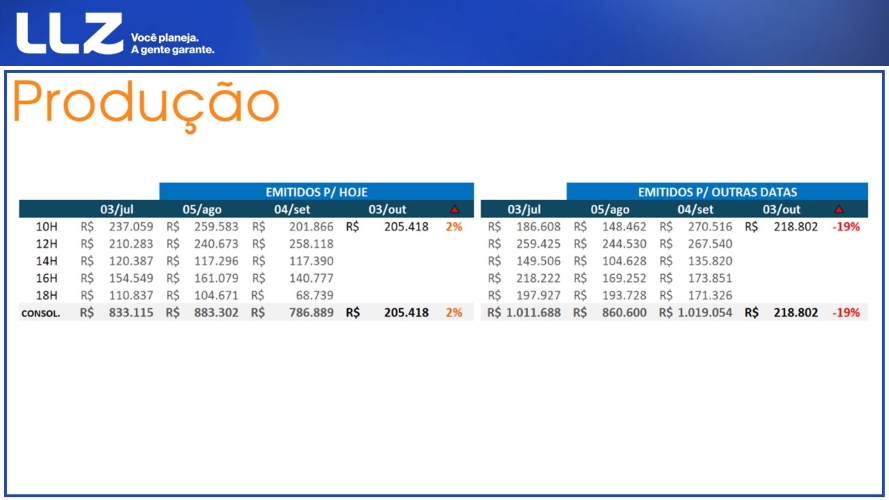 LLZ
Você planeja.
A gente garante.
Produção
EMITIDOS P/ HOJE EMITIDOS P/ OUTRAS DATAS
03/jul 05/ago 04/set 03/out 03/jul 05/ago 04/set 03/out
10H R$ 237.059 R$ 259.583 R$ 201.866 R$ 205.418 2% R$ 186.608 R$ 148.462 R$ 270.516 R$ 218.802 -19%
12H R$ 210.283 R$ 240.673 R$ 258.118 R$ 259.425 R$ 244.530 R$ 267.540
14H R$ 120.387 R$ 117.296 R$ 117.390 R$ 149.506 R$ 104.628 R$ 135.820
16H R$ 154.549 R$ 161.079 R$ 140.777 R$ 218.222 R$ 169.252 R$ 173.851
18H R$ 110.837 R$ 104.671 R$ 68.739 R$ 197.927 R$ 193.728 R$ 171.326
CONSOL. R$ 833.115 R$ 883.302 R$ 786.889 R$ 205.418 2% R$ 1.011.688 R$ 860.600 R$ 1.019.054 R$ 218.802 -19%